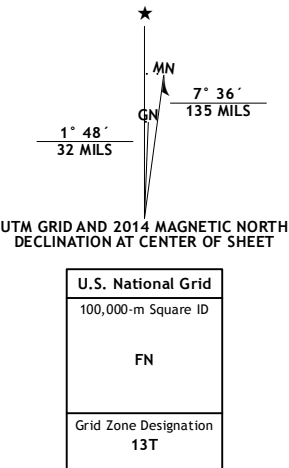 ★
MN
GN
7° 36´
135 MILS
1° 48´
32 MILS
UTM GRID AND 2014 MAGNETIC NORTH
DECLINATION AT CENTER OF SHEET
U.S. National Grid
100,000-m Square ID
FN
Grid Zone Designation
13T